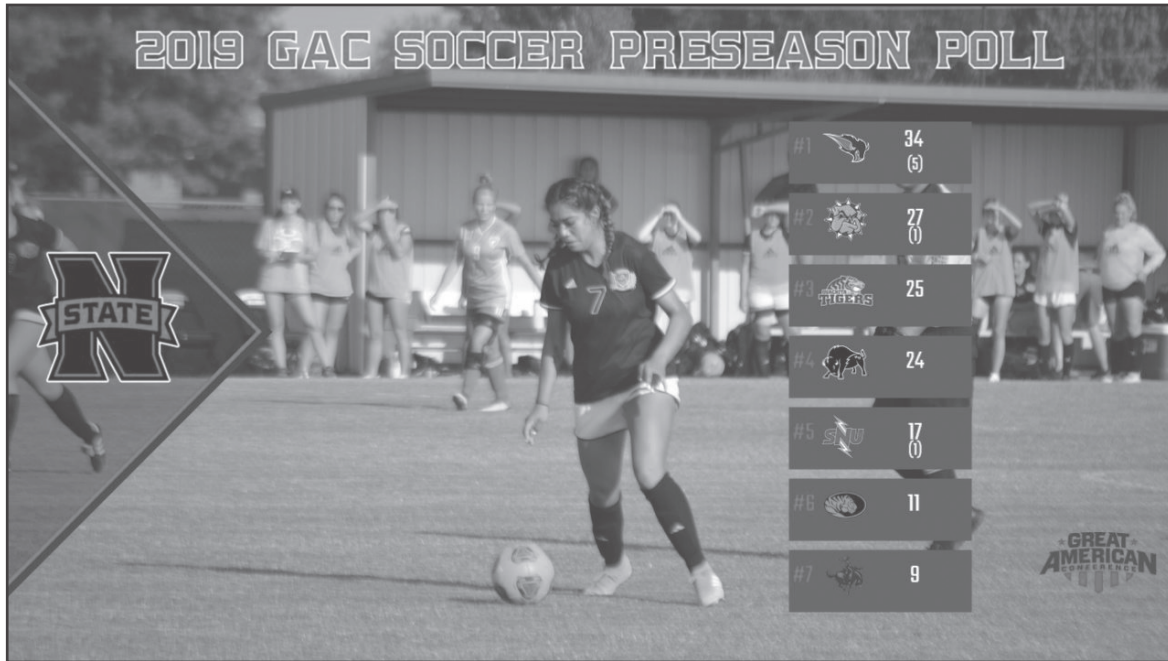 2019 GAC SOCCER PRESEASON POLL
#1 34
(5)
#2 27
(1)
#3 TIGERS 25
#4 24
#5 SNU 17
(1)
#6 11
#7 9
N
STATE
7
GREAT
AMERICAN
CONFERENCE